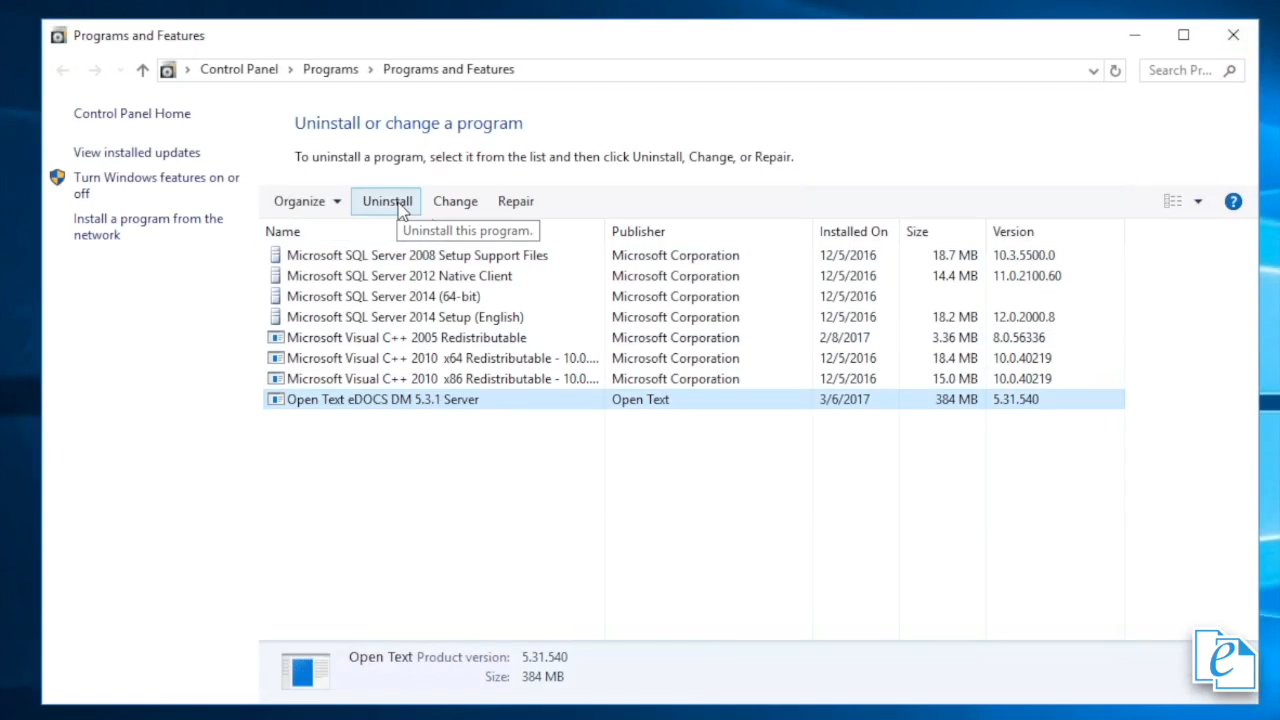 Programs and Features
Control Panel > Programs > Programs and Features
Search Pr...
Control Panel Home
View installed updates
Turn Windows features on or
off
Install a program from the
network
Uninstall or change a program
To uninstall a program, select it from the list and then click Uninstall, Change, or Repair.
Organize Uninstall Change Repair
Uninstall this program.
Name Publisher Installed On Size Version
Microsoft SQL Server 2008 Setup Support Files Microsoft Corporation 12/5/2016 18.7 MB 10.3.5500.0
Microsoft SQL Server 2012 Native Client Microsoft Corporation 12/5/2016 14.4 MB 11.0.2100.60
Microsoft SQL Server 2014 (64-bit) Microsoft Corporation 12/5/2016
Microsoft SQL Server 2014 Setup (English) Microsoft Corporation 12/5/2016 18.2 MB 12.0.2000.8
Microsoft Visual C++ 2005 Redistributable Microsoft Corporation 2/8/2017 3.36 MB 8.0.56336
Microsoft Visual C++ 2010 x64 Redistributable - 10.0.... Microsoft Corporation 12/5/2016 18.4 MB 10.0.40219
Microsoft Visual C++ 2010 x86 Redistributable - 10.0.... Microsoft Corporation 12/5/2016 15.0 MB 10.0.40219
Open Text eDOCS DM 5.3.1 Server Open Text 3/6/2017 384 MB 5.31.540
Open Text Product version: 5.31.540
Size: 384 MB
e